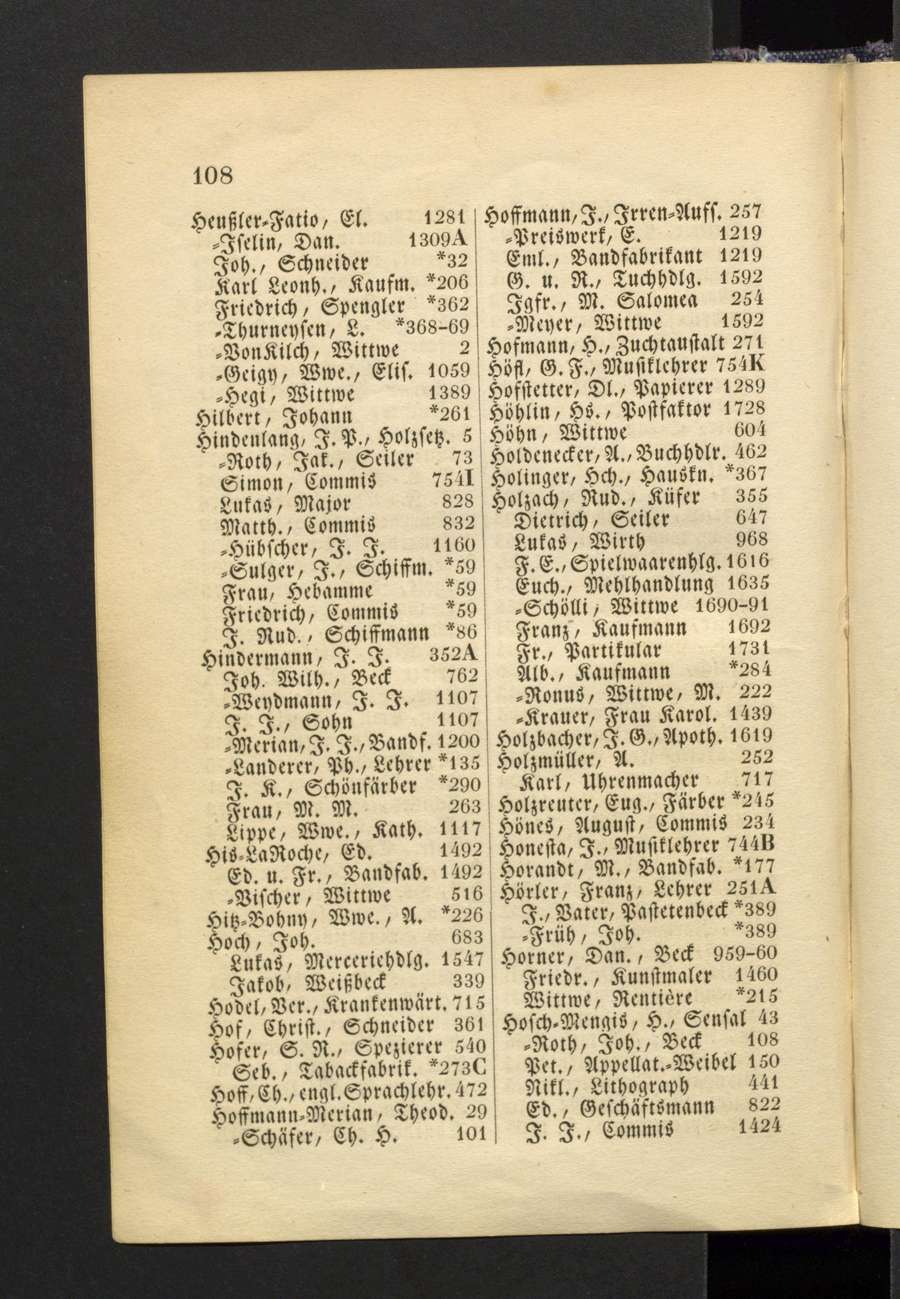 108
Heußler-Fatio, El. 1281
-Iselin, Dan. 1309A
Joh., Schneider *32
Karl Leonh., Kaufm. *206
Friedrich, Spengler *362
-Thurneysen, L. *368-69
-VonKilch, Wittwe 2
-Geigy, Wwe., Elis. 1059
-Hegi, Wittwe 1389
Hilbert, Johann *261
Hindenlang, J. P., Holzsetz. 5
-Roth, Jak., Seiler 73
Simon, Commis 754I
Lukas, Major 828
Matth., Commis 832
-Hübscher, J. J. 1160
-Sulger, J., Schiffm. *59
Frau, Hebamme *59
Friedrich, Commis *59
J. Rud., Schiffmann *86
Hindermann, J. J. 352A
Joh. Wilh., Beck 762
-Weydmann, J. J. 1107
J. J., Sohn 1107
-Merian, J. J., Bandf. 1200
-Landerer, Ph., Lehrer *135
J. K., Schönfärber *290
Frau, M. M. 263
Lippe, Wwe., Kath. 1117
His-LaRoche, Ed. 1492
Ed. u. Fr., Bandfab. 1492
-Vischer, Wittwe 516
Hitz-Bohny, Wwe., A. *226
Hoch, Joh. 683
Lukas, Merceriehdlg. 1547
Jakob, Weißbeck 339
Hodel, Ver., Krankenwärt. 715
Hof, Christ., Schneider 361
Hofer, S. R., Spezierer 540
Seb., Tabackfabrik. *273C
Hoff, Ch., engl. Sprachlehr. 472
Hoffmann-Merian, Theod. 29
-Schäfer, Ch. H. 101
Hoffmann, J., Irren-Aufs. 257
-Preiswerk, E. 1219
Eml., Bandfabrikant 1219
G. u. R., Tuchhdlg. 1592
Jgfr., M. Salomea 254
-Meyer, Wittwe 1592
Hofmann, H., Zuchtaustalt 271
Höfl, G. F., Musiklehrer 754K
Hofstetter, Dl., Papierer 1289
Höhlin, Hs., Postfaktor 1728
Höhn, Wittwe 604
Holdenecker, A., Buchhdlr. 462
Holinger, Hch., Hauskn. *367
Holzach, Rud., Küfer 355
Dietrich, Seiler 647
Lukas, Wirth 968
F. E., Spielwaarenhlg. 1616
Euch., Mehlhandlung 1635
-Schölli, Wittwe 1690-91
Franz, Kaufmann 1692
Fr., Partikular 1731
Alb., Kaufmann *284
-Ronus, Wittwe, M. 222
-Krauer, Frau Karol. 1439
Holzbacher, J. G., Apoth. 1619
Holzmüller, A. 252
Karl, Uhrenmacher 717
Holzreuter, Eug., Färber *245
Hönes, August, Commis 234
Honesta, J., Musiklehrer 744B
Horandt, M., Bandfab. *177
Hörler, Franz, Lehrer 251A
J., Vater, Pastetenbeck *389
-Früh, Joh. *389
Horner, Dan., Beck 959-60
Friedr., Kunstmaler 1460
Wittwe, Rentière *215
Hosch-Mengis, H., Sensal 43
-Roth, Joh., Beck 108
Pet., Appellat.-Weibel 150
Nikl., Lithograph 441
Ed., Geschäftsmann 822
J. J., Commis 1424